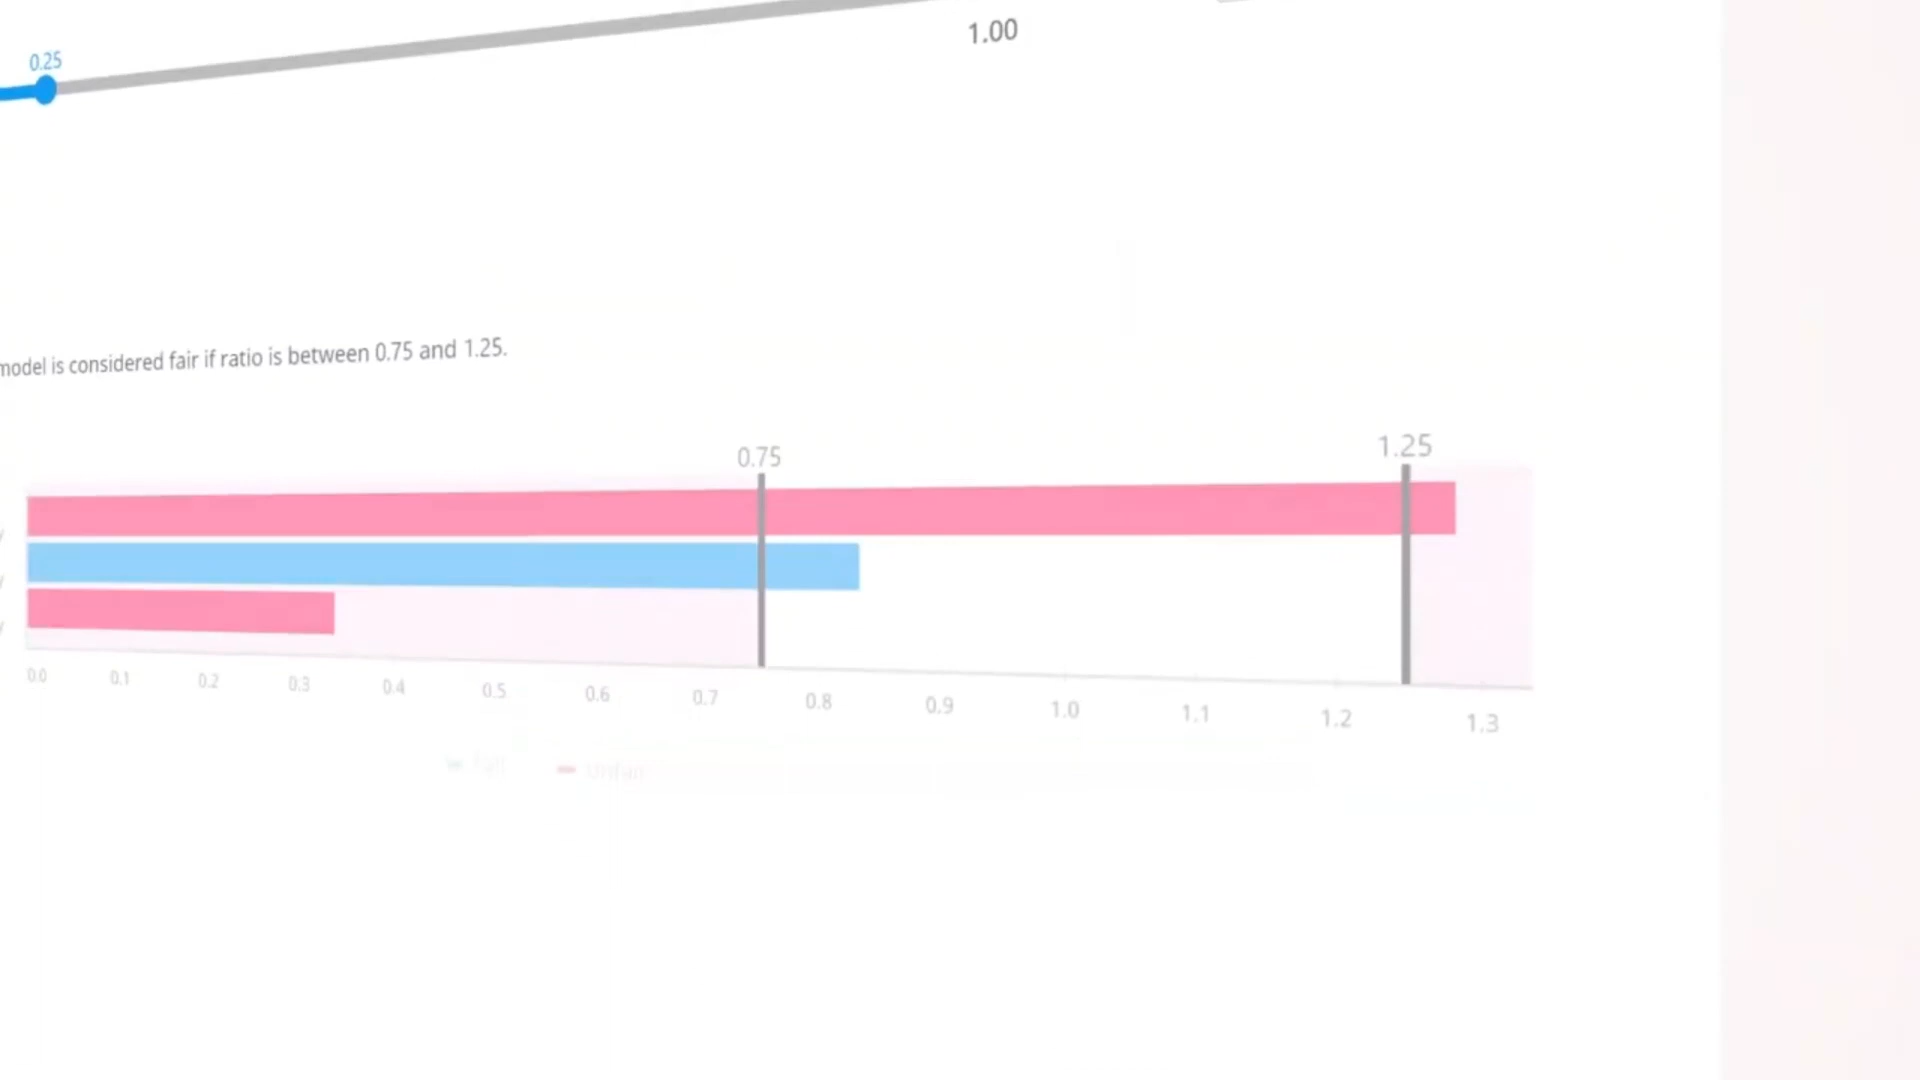 0.25
1.00
model is considered fair if ratio is between 0.75 and 1.25.
0.75
1.25
0.0 0.1 0.2 0.3 0.4 0.5 0.6 0.7 0.8 0.9 1.0 1.1 1.2 1.3
Fair Unfair